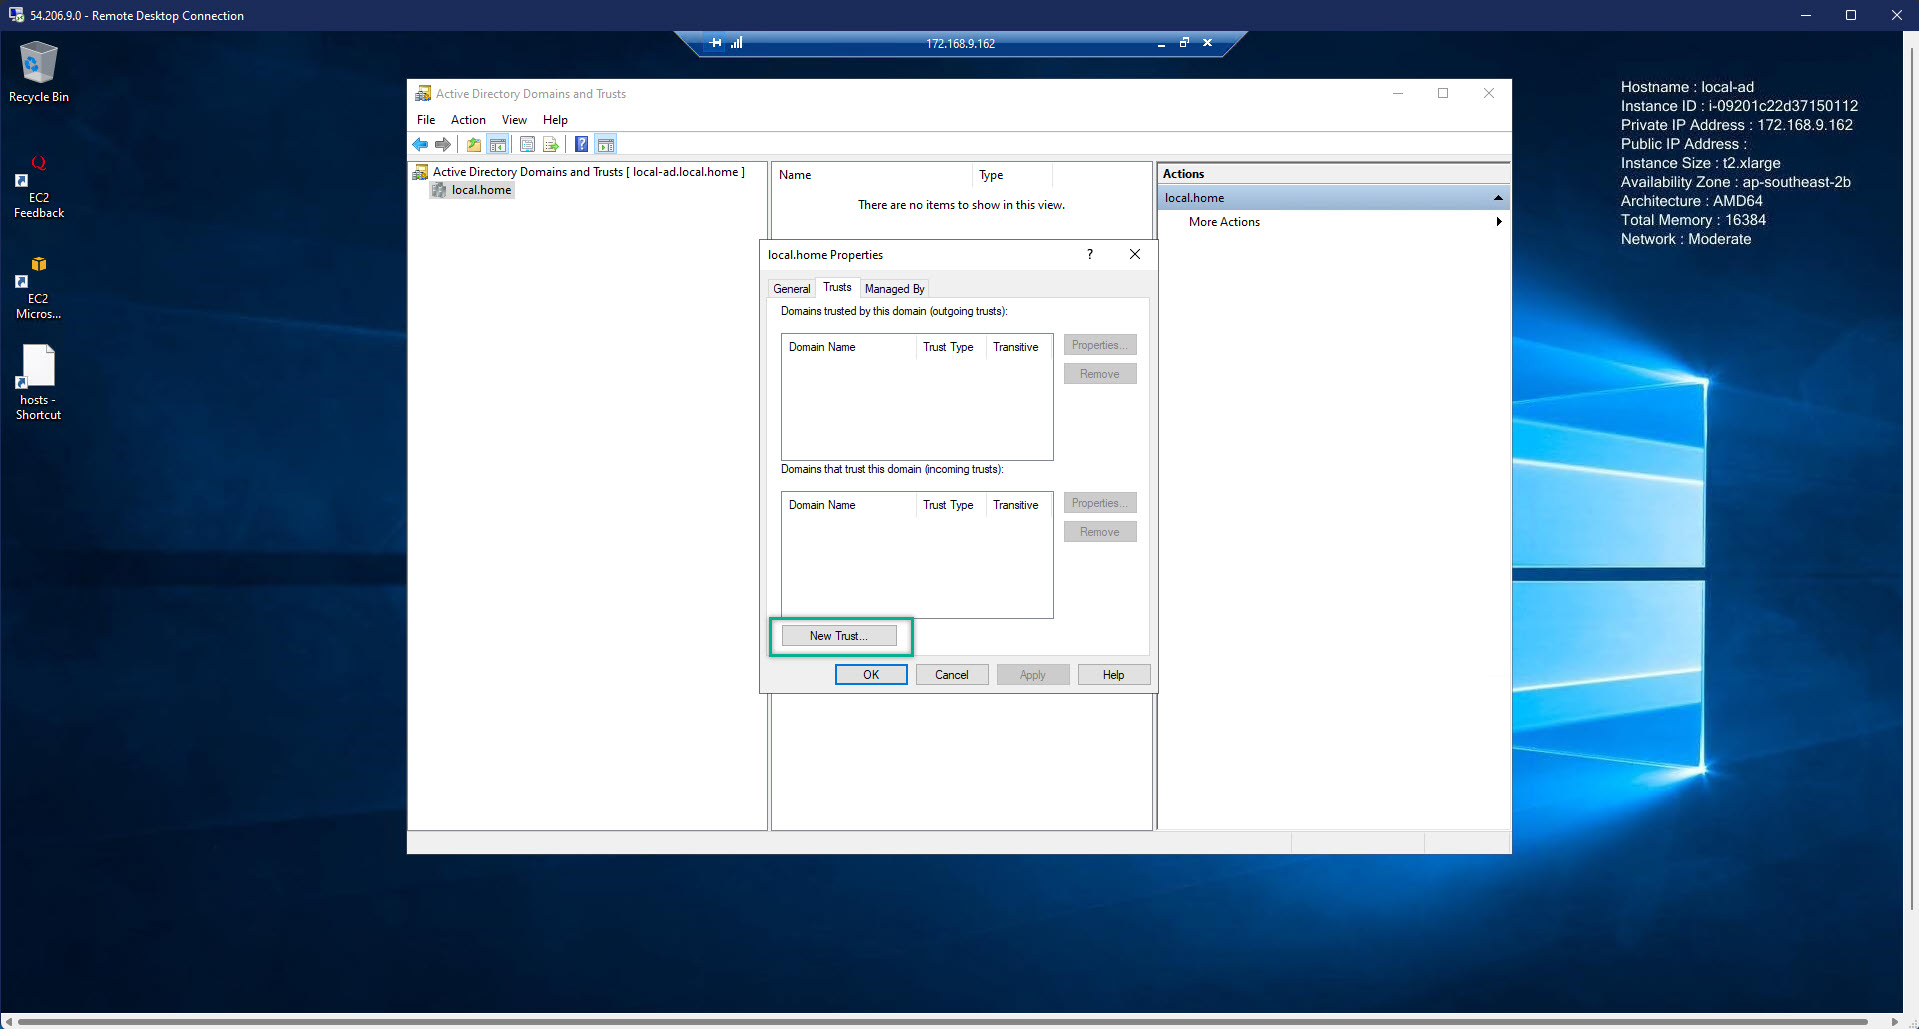 54.206.9.0 - Remote Desktop Connection
172.168.9.162
Recycle Bin
EC2
Feedback
EC2
Micros...
hosts -
Shortcut
Hostname : local-ad
Instance ID : i-09201c22d37150112
Private IP Address : 172.168.9.162
Public IP Address :
Instance Size : t2.xlarge
Availability Zone : ap-southeast-2b
Architecture : AMD64
Total Memory : 16384
Network : Moderate
Active Directory Domains and Trusts
File Action View Help
Active Directory Domains and Trusts [ local-ad.local.home ]
local.home
Name Type
There are no items to show in this view.
Actions
local.home
More Actions
local.home Properties
?
General Trusts Managed By
Domains trusted by this domain (outgoing trusts):
Domain Name Trust Type Transitive
Properties...
Remove
Domains that trust this domain (incoming trusts):
Domain Name Trust Type Transitive
Properties...
Remove
New Trust...
OK Cancel Apply Help